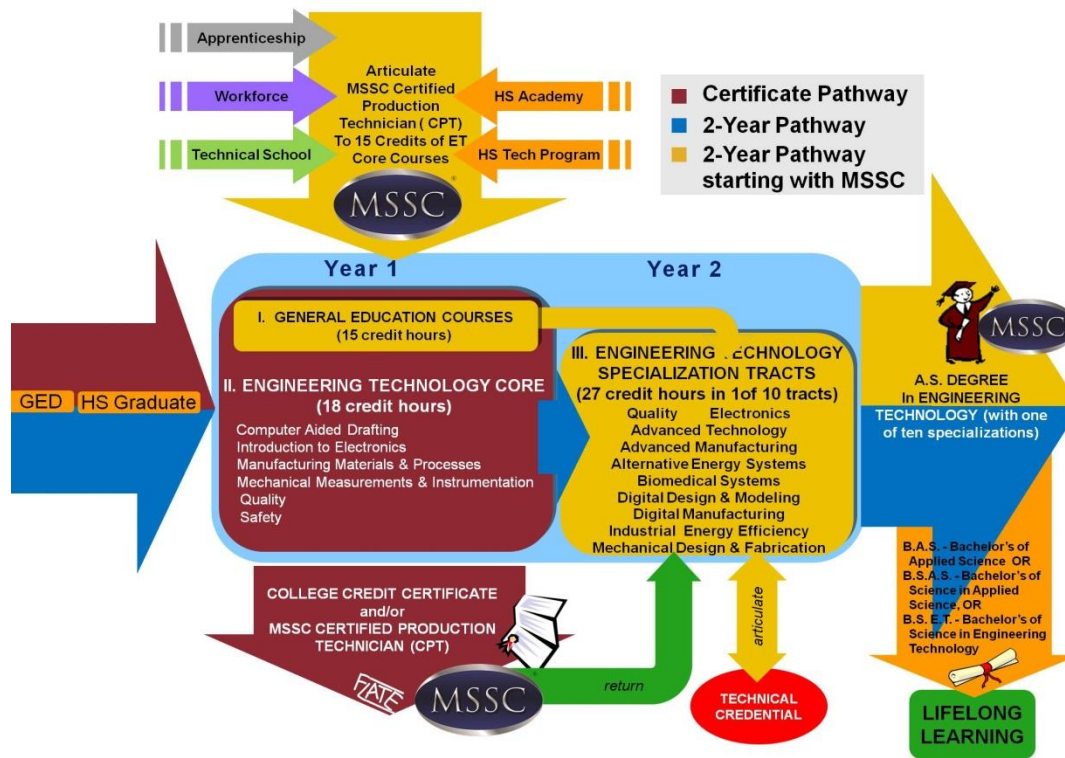 Apprenticeship
Workforce
Technical School
Articulate
MSSC Certified
Production
Technician ( CPT)
To 15 Credits of ET
Core Courses
HS Academy
HS Tech Program
MSSC
®
Certificate Pathway
2-Year Pathway
2-Year Pathway
starting with MSSC
Year 1
Year 2
GED
HS Graduate
I. GENERAL EDUCATION COURSES
(15 credit hours)
II. ENGINEERING TECHNOLOGY CORE
(18 credit hours)
Computer Aided Drafting
Introduction to Electronics
Manufacturing Materials & Processes
Mechanical Measurements & Instrumentation
Quality
Safety
III. ENGINEERING TECHNOLOGY
SPECIALIZATION TRACTS
(27 credit hours in 1of 10 tracts)
Quality Electronics
Advanced Technology
Advanced Manufacturing
Alternative Energy Systems
Biomedical Systems
Digital Design & Modeling
Digital Manufacturing
Industrial Energy Efficiency
Mechanical Design & Fabrication
MSSC
A.S. DEGREE
In ENGINEERING
TECHNOLOGY (with one
of ten specializations)
COLLEGE CREDIT CERTIFICATE
and/or
MSSC CERTIFIED PRODUCTION
TECHNICIAN (CPT)
FLATE
MSSC
return
articulate
TECHNICAL
CREDENTIAL
B.A.S. - Bachelor's of
Applied Science OR
B.S.A.S. - Bachelor's of
Science in Applied
Science, OR
B.S.E.T. - Bachelor's of
Science in Engineering
Technology
LIFELONG
LEARNING